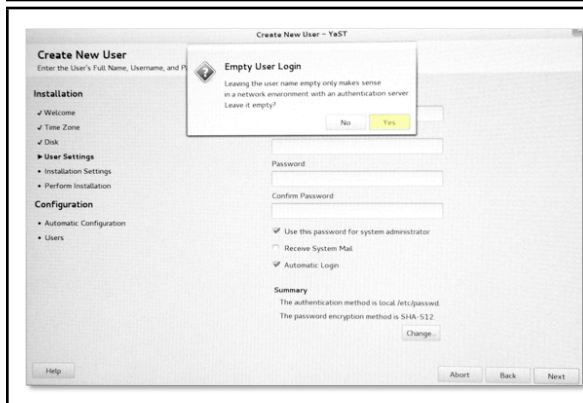 Create New User - YaST
Create New User
Enter the User's Full Name, Username, and
Empty User Login
Leaving the user name empty only makes sense
in a network environment with an authentication server
Leave it empty?
No
Yes
Installation
✓ Welcome
✓ Time Zone
✓ Disk
▶ User Settings
• Installation Settings
• Perform Installation
Configuration
• Automatic Configuration
• Users
Password
Confirm Password
Use this password for system administrator
Receive System Mail
Automatic Login
Summary
The authentication method is local /etc/passwd.
The password encryption method is SHA-512.
Change...
Help
Abort
Back
Next